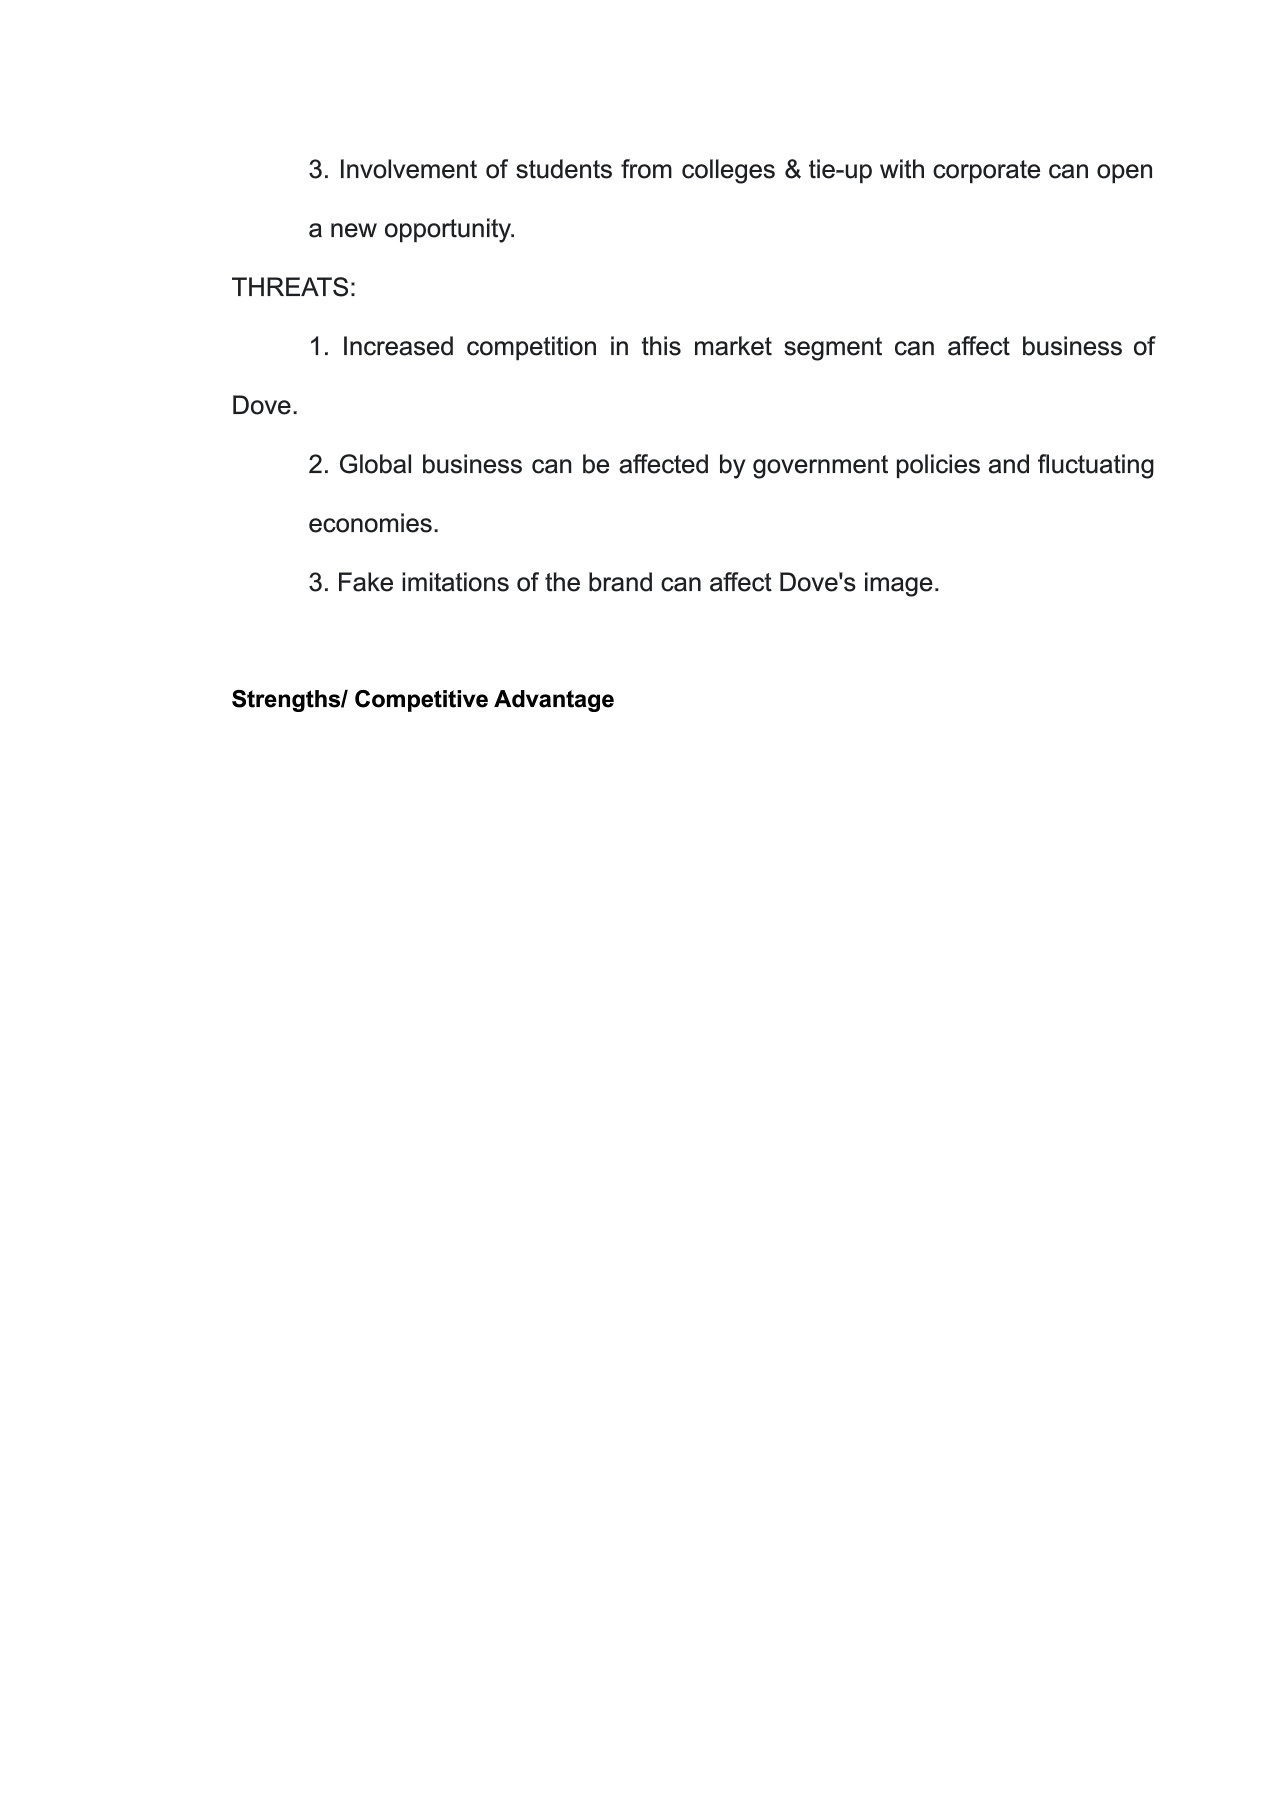 3. Involvement of students from colleges & tie-up with corporate can open
a new opportunity.
THREATS:
1. Increased competition in this market segment can affect business of
Dove.
2. Global business can be affected by government policies and fluctuating
economies.
3. Fake imitations of the brand can affect Dove's image.
Strengths/ Competitive Advantage